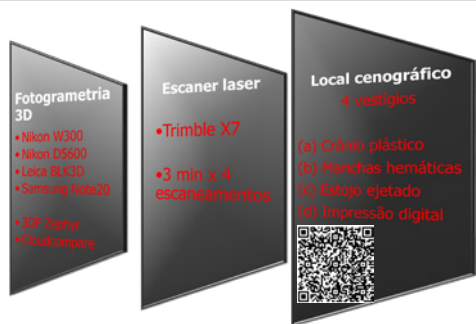 Fotogrametria
3D
•Nikon W300
•Nikon D5600
•Leica BLK3D
•Samsung Note20
•3DF Zephyr
•Cloudcompare
Escaner laser
•Trimble X7
•3 min x 4
escaneamentos
Local cenográfico
4 vestígios
(a) Crânio plástico
(b) Manchas hemáticas
(c) Estojo ejetado
(d) Impressão digital